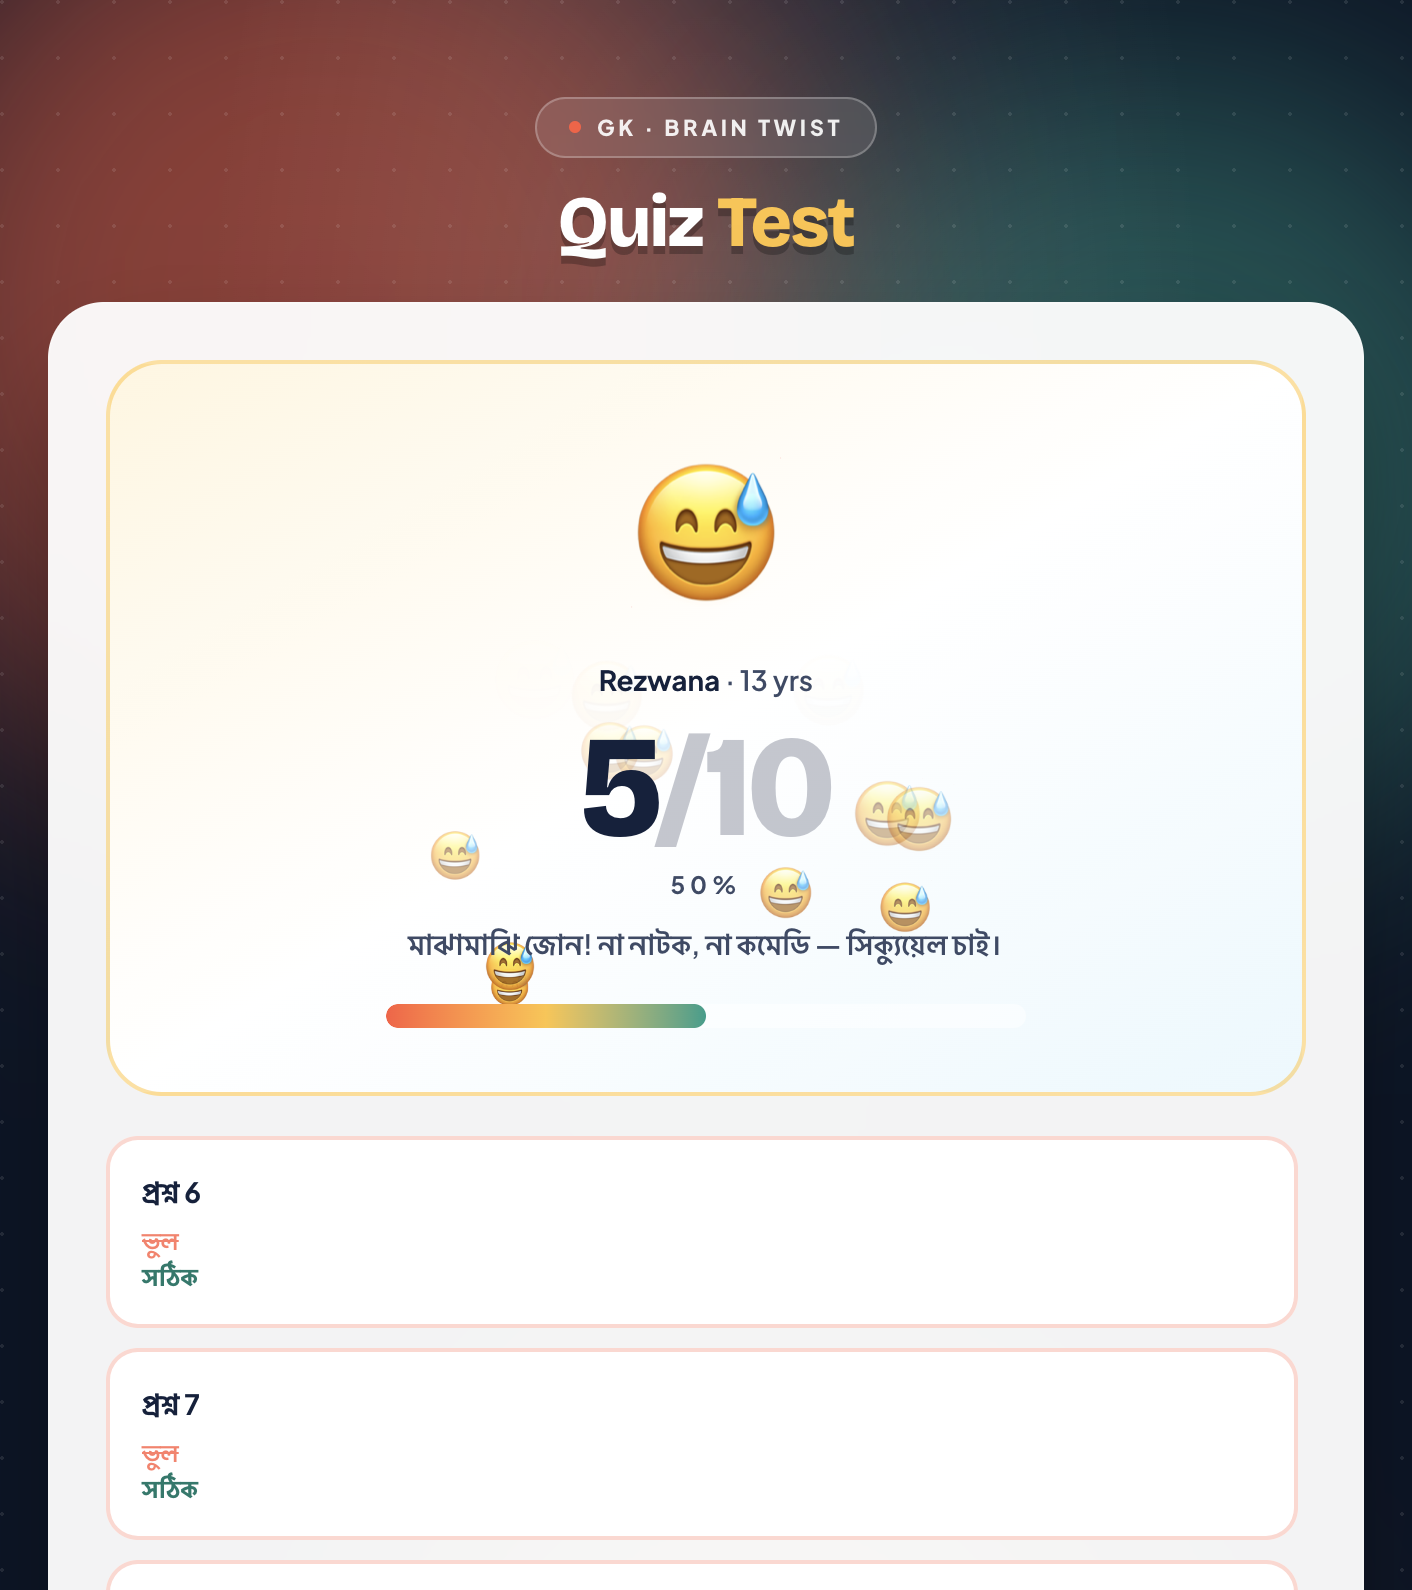 GK · BRAIN TWIST
Quiz Test
Rezwana · 13 yrs
5/10
50%
মাঝামাঝি জোন! না নাটক, না কমেডি — সিক্যুয়েল চাই।
প্রশ্ন 6
ভুল
সঠিক
প্রশ্ন 7
ভুল
সঠিক